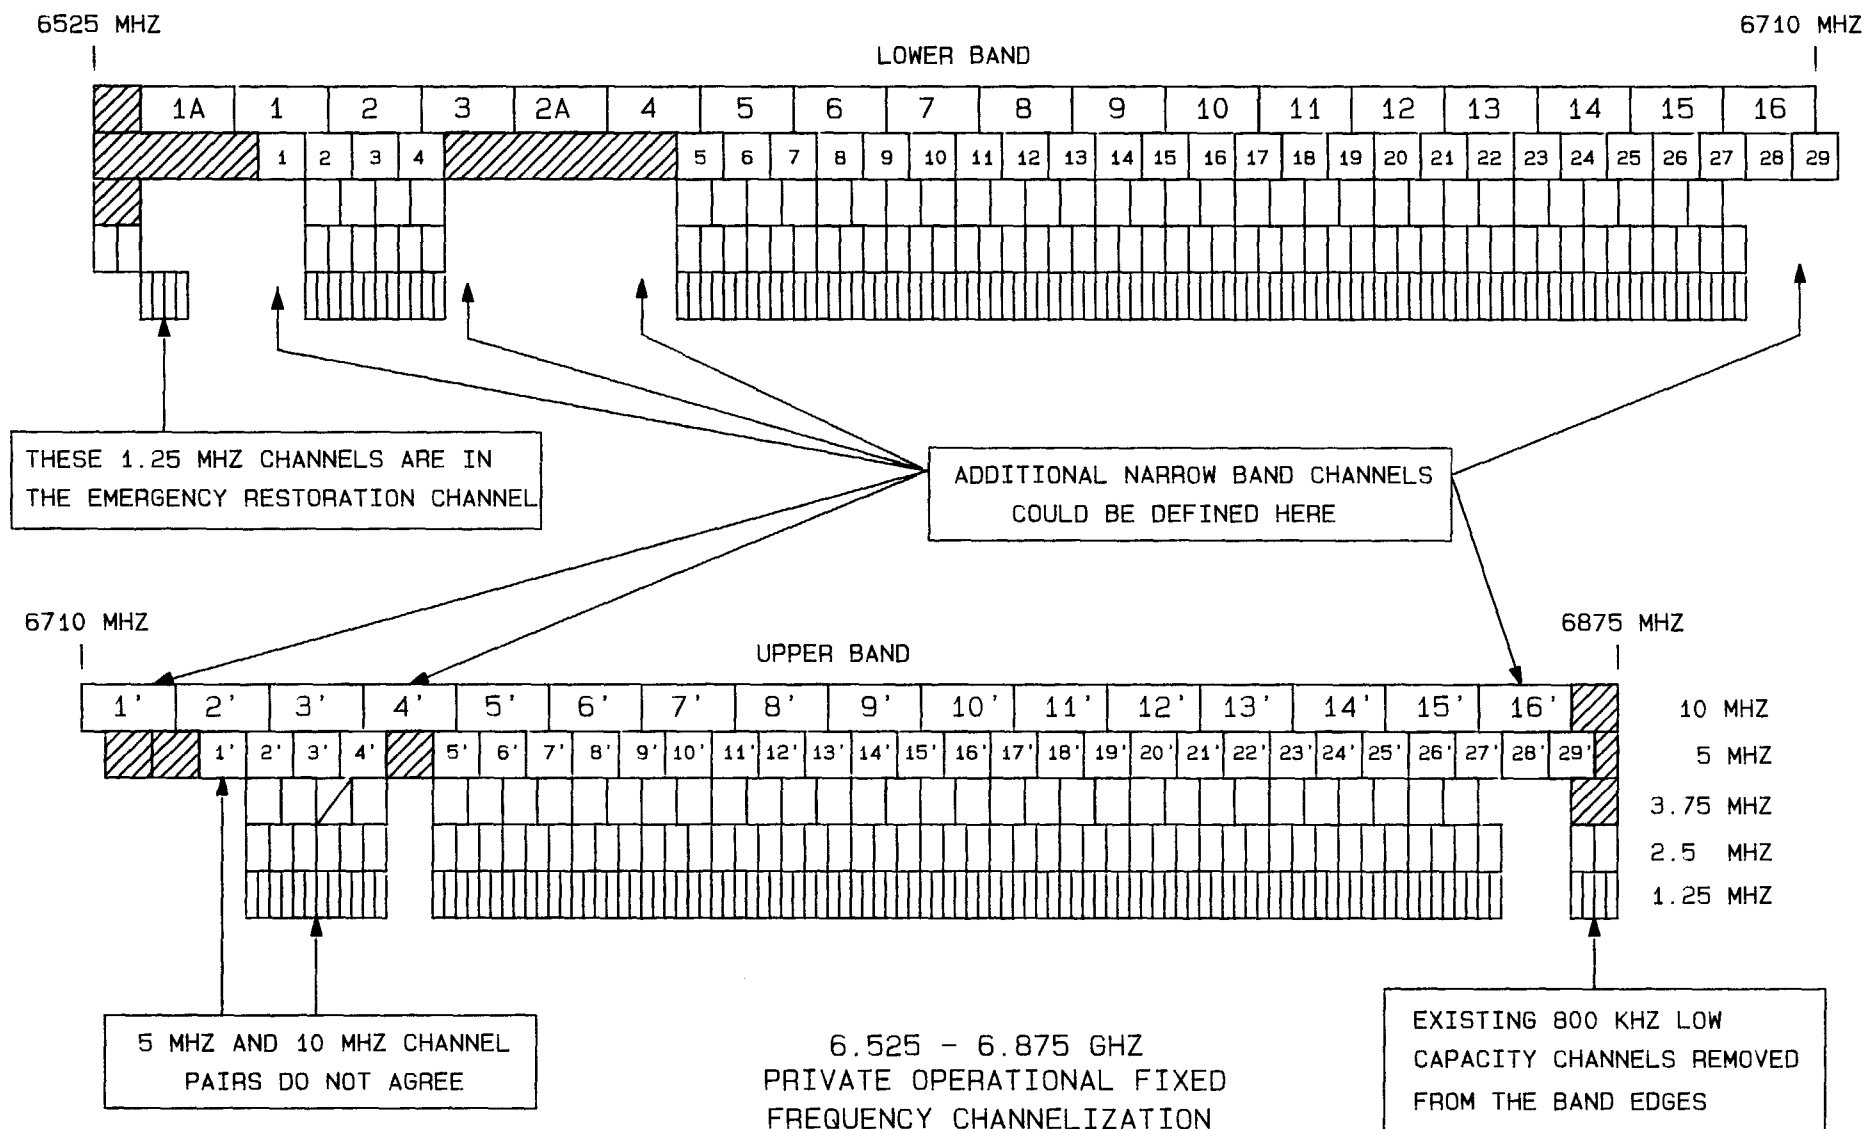 6525 MHZ
6710 MHZ
LOWER BAND
1A 1 2 3 2A 4 5 6 7 8 9 10 11 12 13 14 15 16
1 2 3 4 5 6 7 8 9 10 11 12 13 14 15 16 17 18 19 20 21 22 23 24 25 26 27 28 29
THESE 1.25 MHZ CHANNELS ARE IN
THE EMERGENCY RESTORATION CHANNEL
ADDITIONAL NARROW BAND CHANNELS
COULD BE DEFINED HERE
6710 MHZ
6875 MHZ
UPPER BAND
1' 2' 3' 4' 5' 6' 7' 8' 9' 10' 11' 12' 13' 14' 15' 16' 10 MHZ
1' 2' 3' 4' 5' 6' 7' 8' 9' 10' 11' 12' 13' 14' 15' 16' 17' 18' 19' 20' 21' 22' 23' 24' 25' 26' 27' 28' 29' 5 MHZ
3.75 MHZ
2.5 MHZ
1.25 MHZ
5 MHZ AND 10 MHZ CHANNEL
PAIRS DO NOT AGREE
6.525 - 6.875 GHZ
PRIVATE OPERATIONAL FIXED
FREQUENCY CHANNELIZATION
EXISTING 800 KHZ LOW
CAPACITY CHANNELS REMOVED
FROM THE BAND EDGES